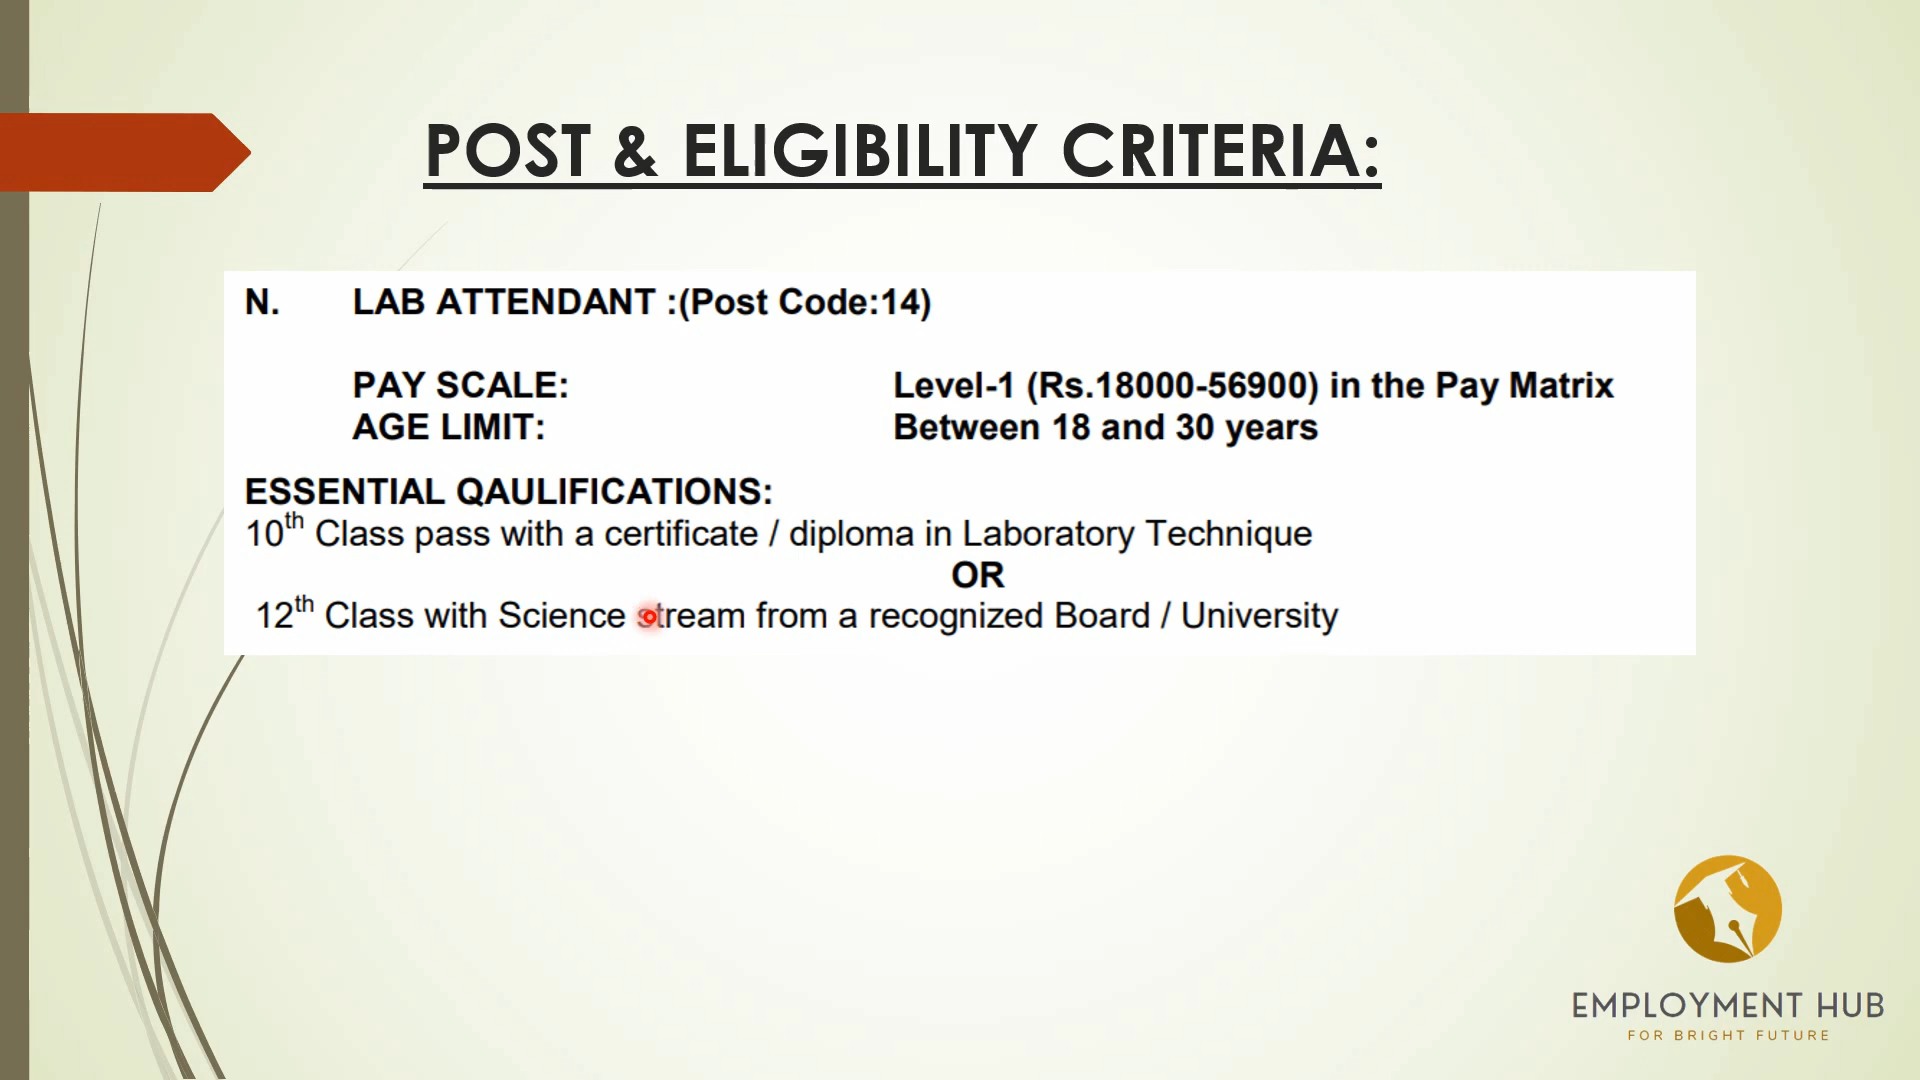 POST & ELIGIBILITY CRITERIA:
N. LAB ATTENDANT :(Post Code:14)
PAY SCALE: Level-1 (Rs.18000-56900) in the Pay Matrix
AGE LIMIT: Between 18 and 30 years
ESSENTIAL QAULIFICATIONS:
10th Class pass with a certificate / diploma in Laboratory Technique
OR
12th Class with Science stream from a recognized Board / University
EMPLOYMENT HUB
FOR BRIGHT FUTURE